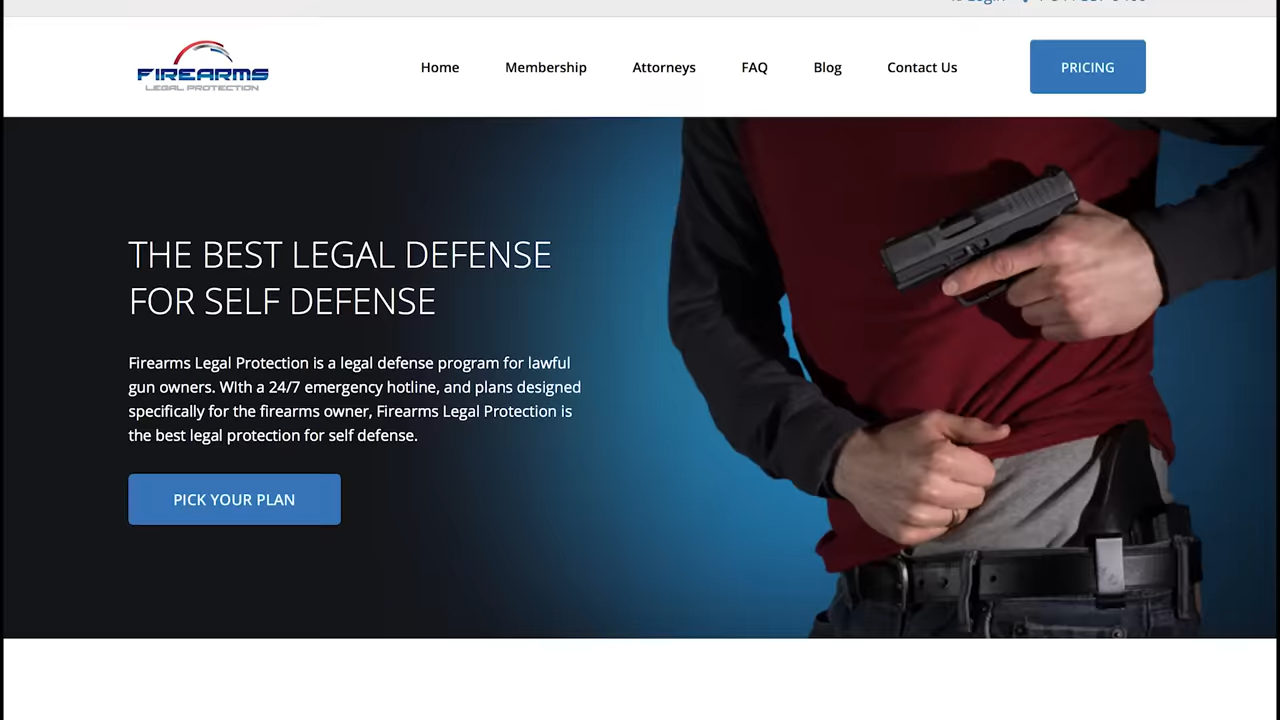 Login
FIREARMS
LEGAL PROTECTION
Home
Membership
Attorneys
FAQ
Blog
Contact Us
PRICING
THE BEST LEGAL DEFENSE
FOR SELF DEFENSE
Firearms Legal Protection is a legal defense program for lawful
gun owners. WIth a 24/7 emergency hotline, and plans designed
specifically for the firearms owner, Firearms Legal Protection is
the best legal protection for self defense.
PICK YOUR PLAN